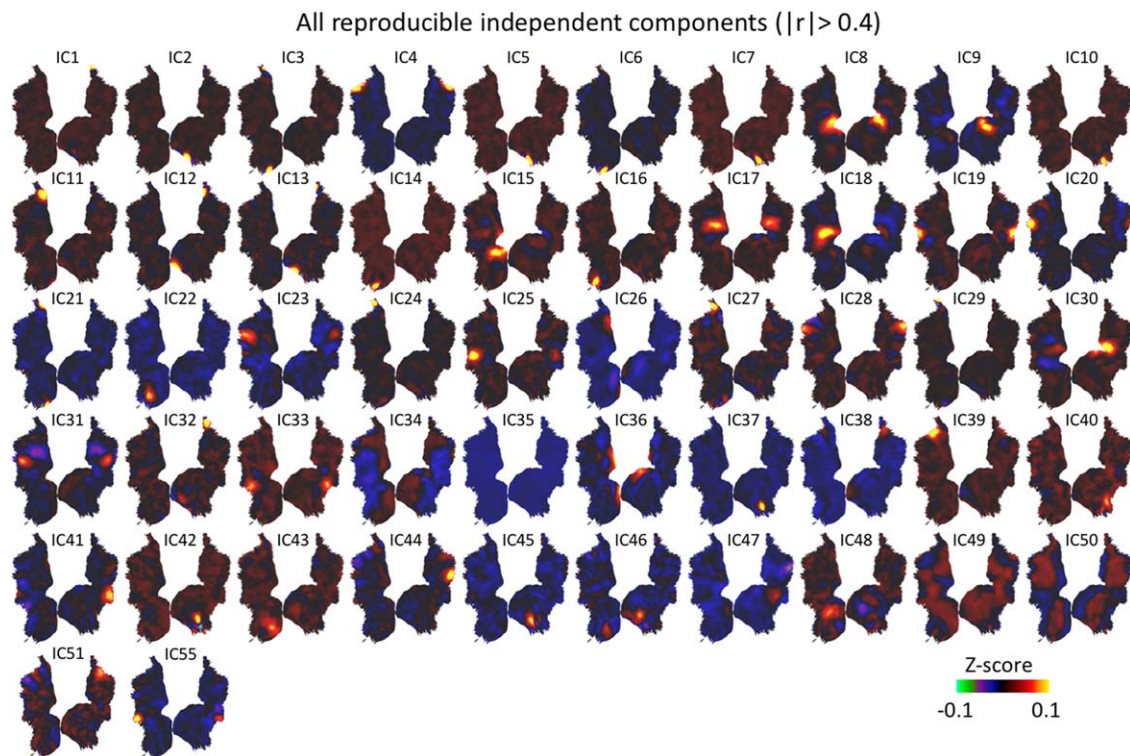 All reproducible independent components (|r|> 0.4)
IC1 IC2 IC3 IC4 IC5 IC6 IC7 IC8 IC9 IC10
IC11 IC12 IC13 IC14 IC15 IC16 IC17 IC18 IC19 IC20
IC21 IC22 IC23 IC24 IC25 IC26 IC27 IC28 IC29 IC30
IC31 IC32 IC33 IC34 IC35 IC36 IC37 IC38 IC39 IC40
IC41 IC42 IC43 IC44 IC45 IC46 IC47 IC48 IC49 IC50
IC51 IC55
Z-score
-0.1 0.1